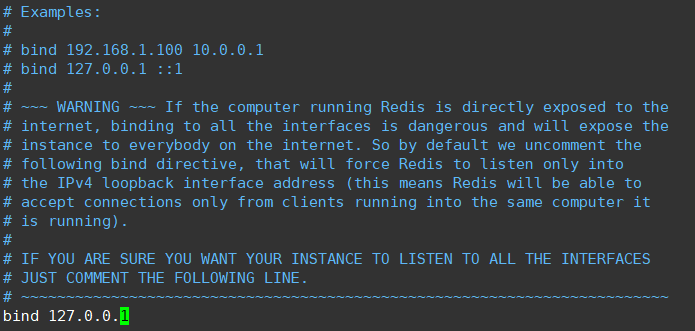 # Examples:
#
# bind 192.168.1.100 10.0.0.1
# bind 127.0.0.1 ::1
#
# ~~~ WARNING ~~~ If the computer running Redis is directly exposed to the
# internet, binding to all the interfaces is dangerous and will expose the
# instance to everybody on the internet. So by default we uncomment the
# following bind directive, that will force Redis to listen only into
# the IPv4 loopback interface address (this means Redis will be able to
# accept connections only from clients running into the same computer it
# is running).
#
# IF YOU ARE SURE YOU WANT YOUR INSTANCE TO LISTEN TO ALL THE INTERFACES
# JUST COMMENT THE FOLLOWING LINE.
# ~~~~~~~~~~~~~~~~~~~~~~~~~~~~~~~~~~~~~~~~~~~~~~~~~~~~~~~~~~~~~~~~~~~~~~~~
bind 127.0.0.1